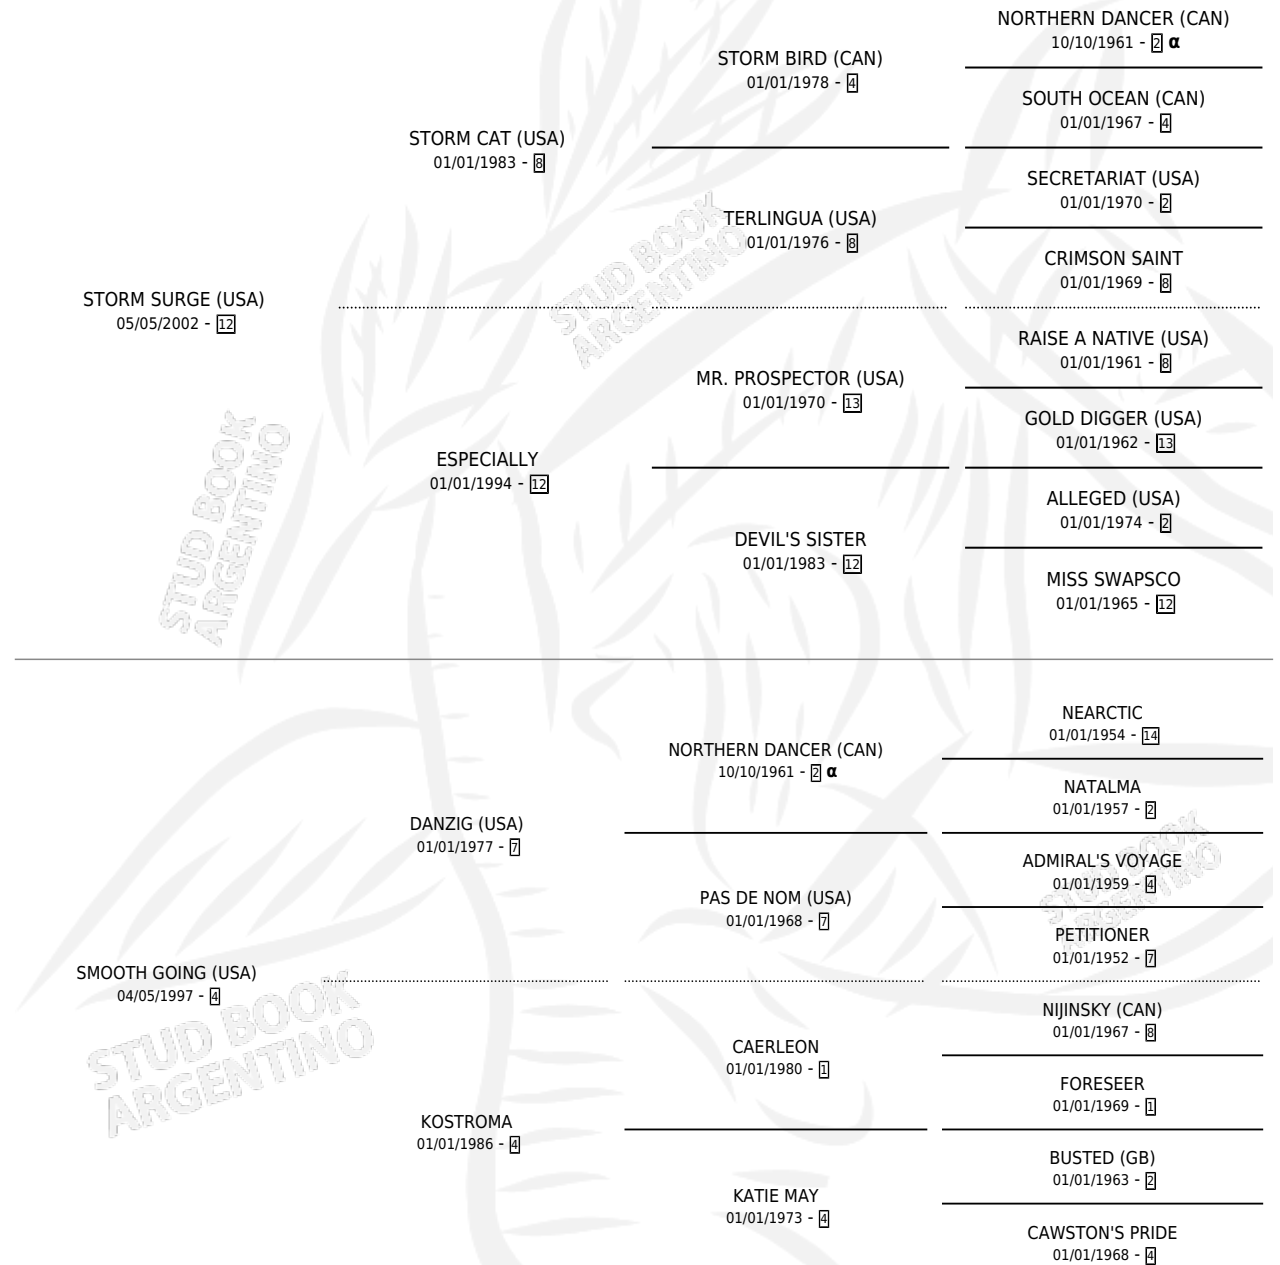 NORTHERN DANCER (CAN)
10/10/1961 - 2 α
STORM BIRD (CAN)
01/01/1978 - 4
SOUTH OCEAN (CAN)
01/01/1967 - 4
STORM CAT (USA)
01/01/1983 - 8
SECRETARIAT (USA)
01/01/1970 - 2
TERLINGUA (USA)
01/01/1976 - 8
CRIMSON SAINT
01/01/1969 - 8
STORM SURGE (USA)
05/05/2002 - 12
RAISE A NATIVE (USA)
01/01/1961 - 8
MR. PROSPECTOR (USA)
01/01/1970 - 13
GOLD DIGGER (USA)
01/01/1962 - 13
ESPECIALLY
01/01/1994 - 12
ALLEGED (USA)
01/01/1974 - 2
DEVIL'S SISTER
01/01/1983 - 12
MISS SWAPSCO
01/01/1965 - 12
NEARCTIC
01/01/1954 - 14
NORTHERN DANCER (CAN)
10/10/1961 - 2 α
NATALMA
01/01/1957 - 2
DANZIG (USA)
01/01/1977 - 7
ADMIRAL'S VOYAGE
01/01/1959 - 4
PAS DE NOM (USA)
01/01/1968 - 7
PETITIONER
01/01/1952 - 7
SMOOTH GOING (USA)
04/05/1997 - 4
NIJINSKY (CAN)
01/01/1967 - 8
CAERLEON
01/01/1980 - 1
FORESEER
01/01/1969 - 1
KOSTROMA
01/01/1986 - 4
BUSTED (GB)
01/01/1963 - 2
KATIE MAY
01/01/1973 - 4
CAWSTON'S PRIDE
01/01/1968 - 4
STUD BOOK
ARGENTINO
STUD BOOK
ARGENTINO
STUD BOOK
ARGENTINO
STUD BOOK
ARGENTINO